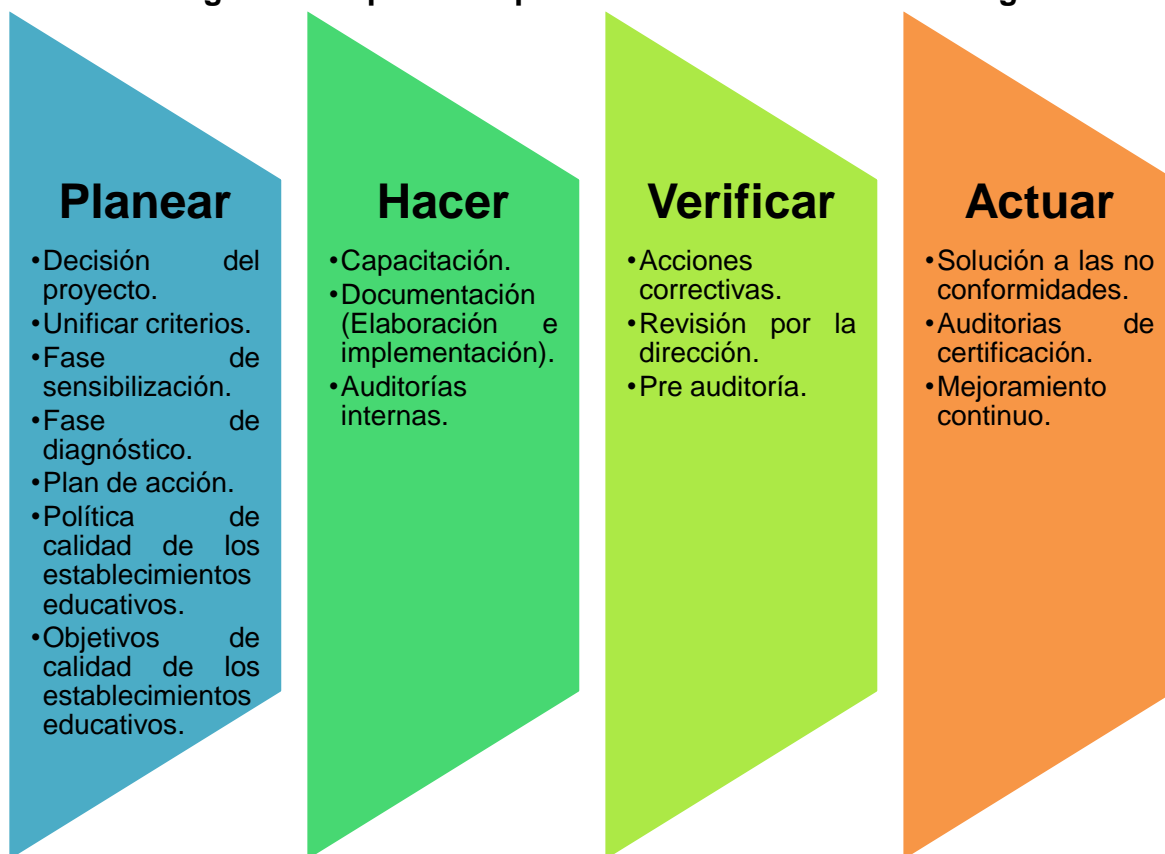 Planear
•Decisión del
proyecto.
•Unificar criterios.
•Fase de
sensibilización.
•Fase de
diagnóstico.
•Plan de acción.
•Política de
calidad de los
establecimientos
educativos.
•Objetivos de
calidad de los
establecimientos
educativos.
Hacer
•Capacitación.
•Documentación
(Elaboración e
implementación).
•Auditorías
internas.
Verificar
•Acciones
correctivas.
•Revisión por la
dirección.
•Pre auditoría.
Actuar
•Solución a las no
conformidades.
•Auditorias de
certificación.
•Mejoramiento
continuo.